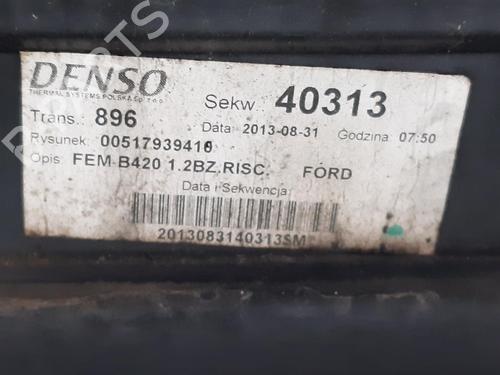 DENSO
THERMAL SYSTEMS POLSKA Sp. z o.o.
Sekw.: 40313
Trans.: 896
Data: 2013-08-31 Godzina: 07:50
Rysunek: 00517939410
Opis: FEM-B420 1.2BZ.RISC. FORD
Data i Sekwencja:
2013083140313SM